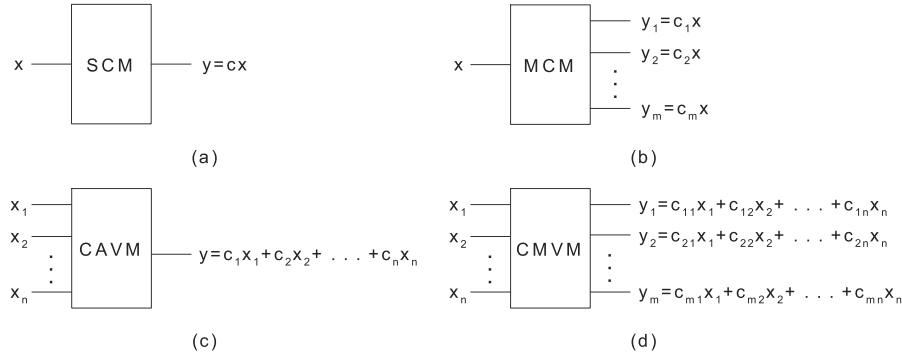 x SCM y=cx
(a)
x MCM y₁=c₁x
y₂=c₂x
yₘ=cₘx
(b)
x₁
x₂
xₙ
CAVM
y=c₁x₁+c₂x₂+ . . . +cₙxₙ
(c)
x₁
x₂
xₙ
CMVM
y₁=c₁₁x₁+c₁₂x₂+ . . . +c₁ₙxₙ
y₂=c₂₁x₁+c₂₂x₂+ . . . +c₂ₙxₙ
yₘ=cₘ₁x₁+cₘ₂x₂+ . . . +cₘₙxₙ
(d)